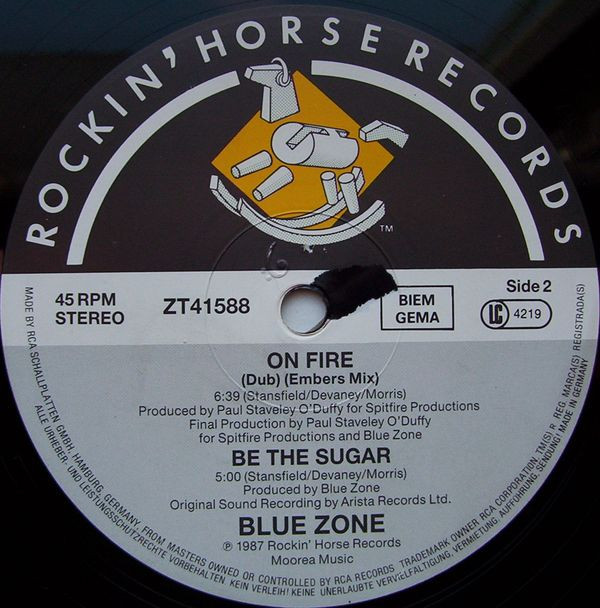 ROCKIN' HORSE RECORDS
TM
45 RPM
STEREO
ZT41588
BIEM
GEMA
Side 2
LC 4219
ON FIRE
(Dub) (Embers Mix)
6:39 (Stansfield/Devaney/Morris)
Produced by Paul Staveley O'Duffy for Spitfire Productions
Final Production by Paul Staveley O'Duffy
for Spitfire Productions and Blue Zone
BE THE SUGAR
5:00 (Stansfield/Devaney/Morris)
Produced by Blue Zone
Original Sound Recording by Arista Records Ltd.
BLUE ZONE
℗ 1987 Rockin' Horse Records
Moorea Music
MADE BY RCA SCHALLPLATTEN GMBH, HAMBURG, GERMANY, FROM MASTERS OWNED OR CONTROLLED BY RCA RECORDS TRADEMARK OWNER RCA CORPORATION, TM(S) R REG. MARCA(S) REGISTRADA(S)
ALLE URHEBER- UND LEISTUNGSSCHUTZRECHTE VORBEHALTEN. KEIN VERLEIH! KEINE UNERLAUBTE VERVIELFÄLTIGUNG, VERMIETUNG, AUFFÜHRUNG, SENDUNG! MADE IN GERMANY